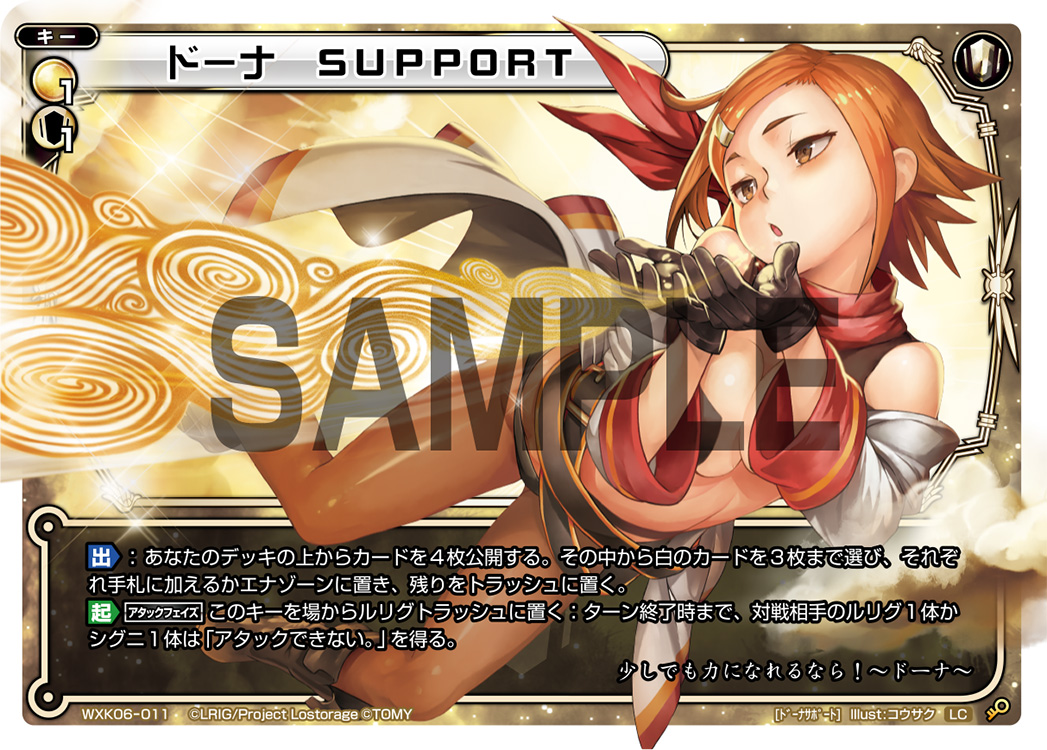 キー
ドーナ SUPPORT
1
1
SAMPLE
出：あなたのデッキの上からカードを４枚公開する。その中から白のカードを３枚まで選び、それぞ
れ手札に加えるかエナゾーンに置き、残りをトラッシュに置く。
起 アタックフェイズ このキーを場からルリグトラッシュに置く：ターン終了時まで、対戦相手のルリグ１体か
シグニ１体は「アタックできない。」を得る。
少しでも力になれるなら！～ドーナ～
WXK06-011 ©LRIG/Project Lostorage ©TOMY [ﾄﾞｰﾅｻﾎﾟｰﾄ] Illust:コウサク LC